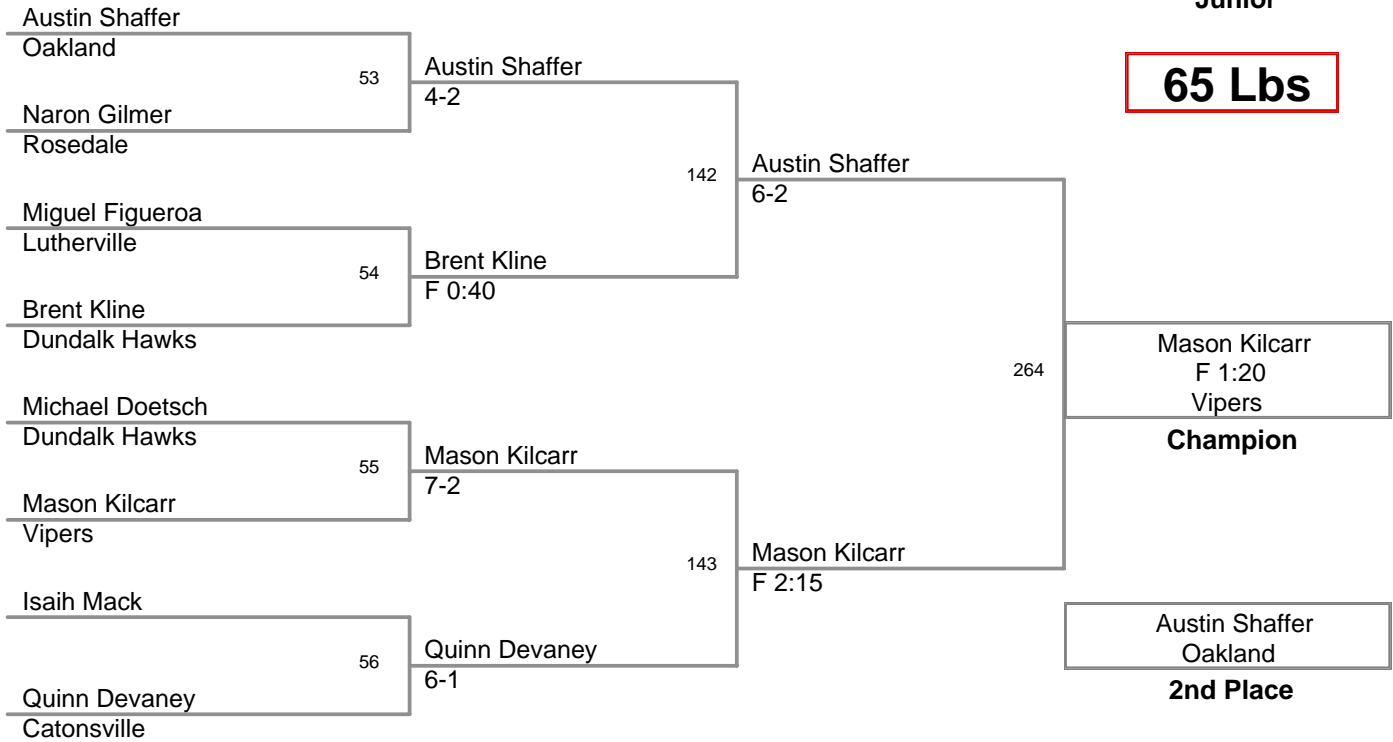 Junior
65 Lbs
Austin Shaffer
Oakland
53
Naron Gilmer
Rosedale
Miguel Figueroa
Lutherville
54
Brent Kline
Dundalk Hawks
Michael Doetsch
Dundalk Hawks
55
Mason Kilcarr
Vipers
Isaih Mack
56
Quinn Devaney
Catonsville
Austin Shaffer
4-2
142
Brent Kline
F 0:40
Mason Kilcarr
7-2
143
Quinn Devaney
6-1
Austin Shaffer
6-2
264
Mason Kilcarr
F 2:15
Mason Kilcarr
F 1:20
Vipers
Champion
Austin Shaffer
Oakland
2nd Place